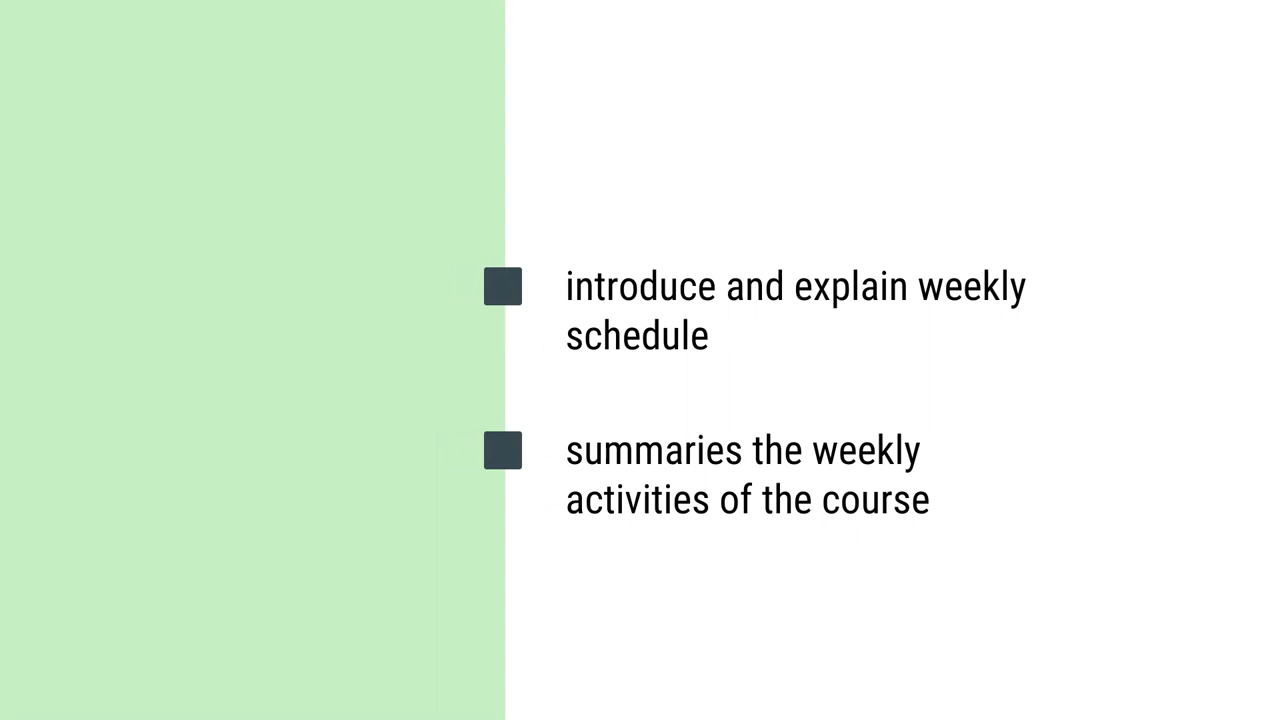 introduce and explain weekly
schedule
summaries the weekly
activities of the course